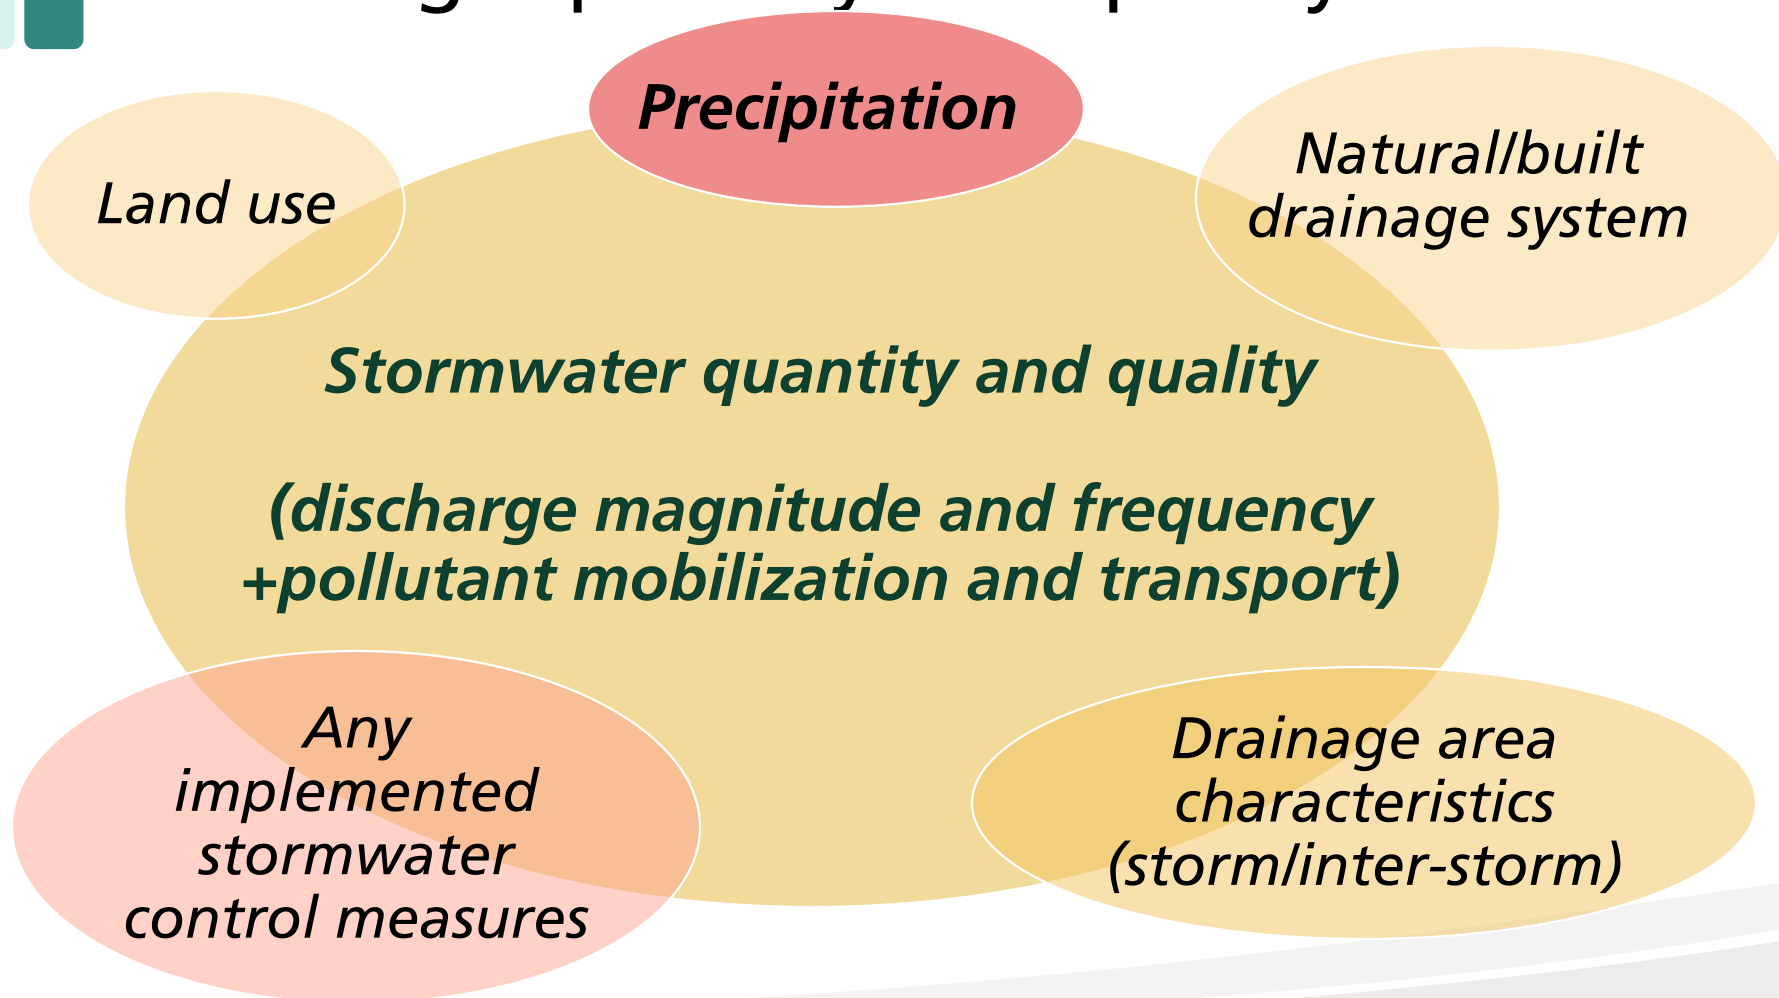 Precipitation
Land use
Natural/built
drainage system
Stormwater quantity and quality
(discharge magnitude and frequency
+pollutant mobilization and transport)
Any
implemented
stormwater
control measures
Drainage area
characteristics
(storm/inter-storm)